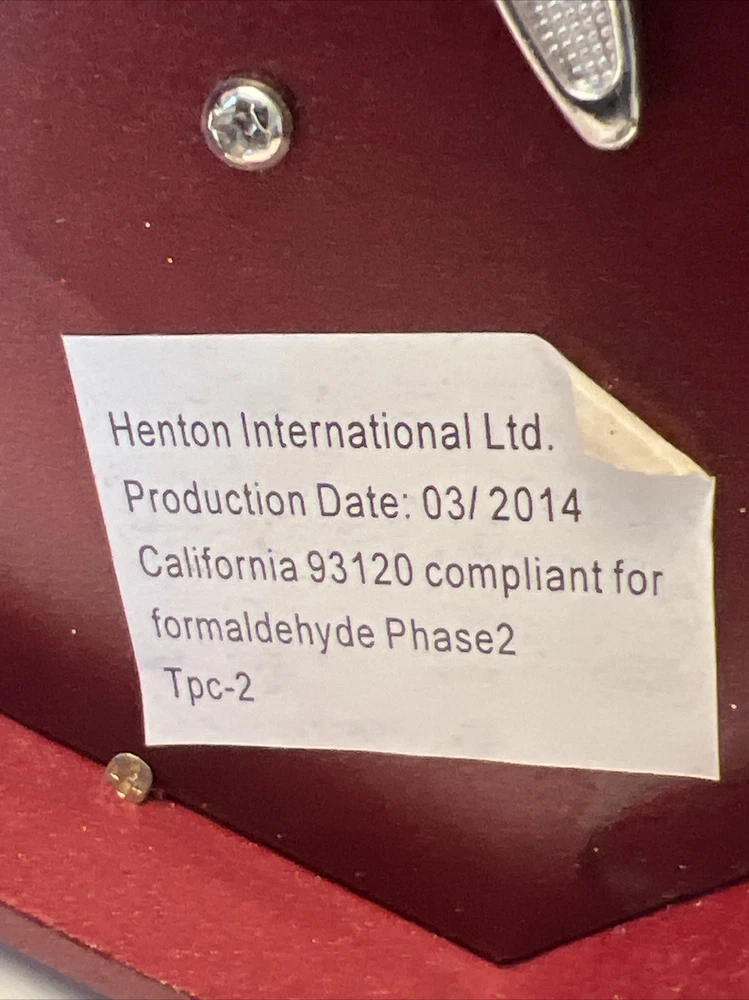 Henton International Ltd.
Production Date: 03/ 2014
California 93120 compliant for
formaldehyde Phase2
Tpc-2